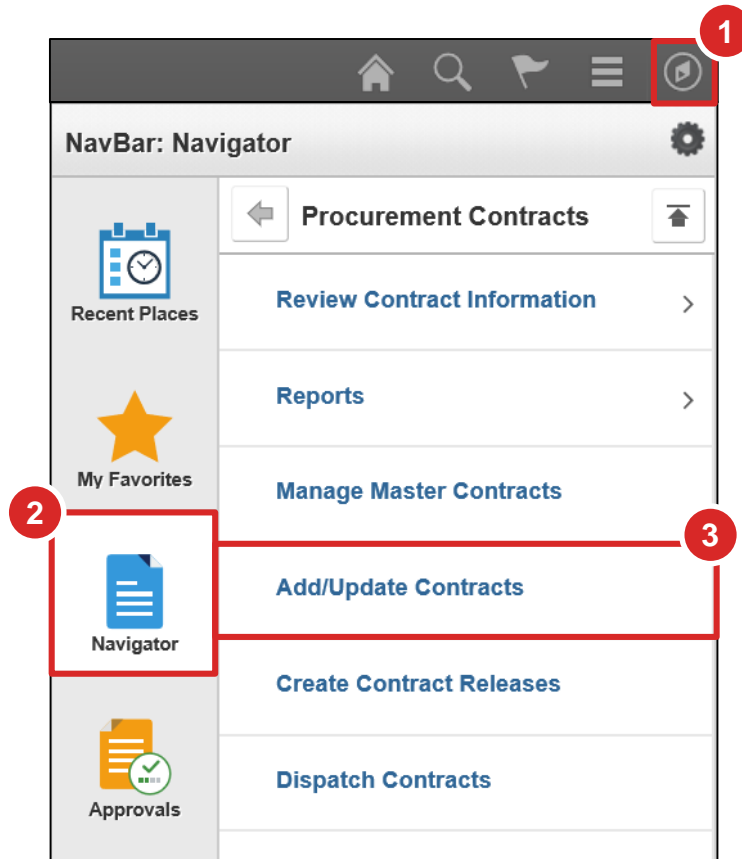 1
NavBar: Navigator
Procurement Contracts
Recent Places
Review Contract Information
Reports
My Favorites
Manage Master Contracts
2
3
Navigator
Add/Update Contracts
Create Contract Releases
Approvals
Dispatch Contracts